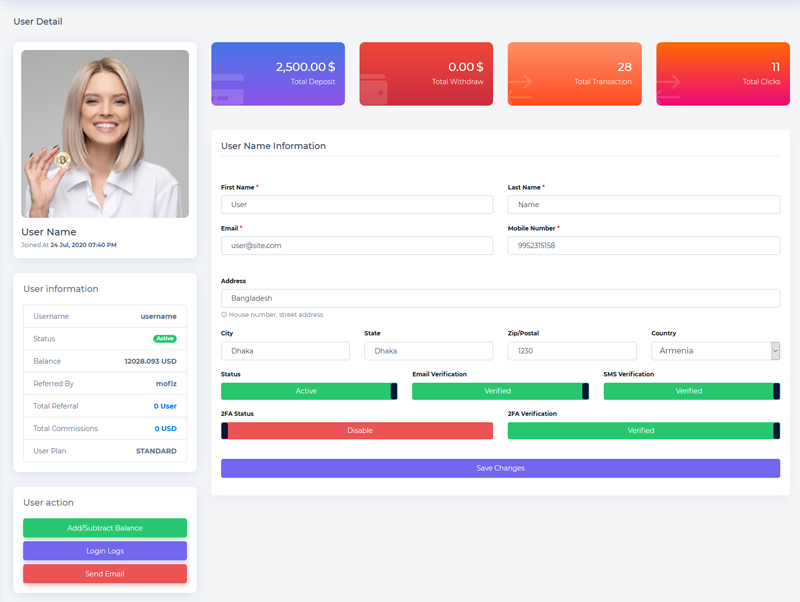 User Detail
2,500.00 $
Total Deposit
0.00 $
Total Withdraw
28
Total Transaction
11
Total Clicks
User Name
Joined At 24 Jul, 2020 07:40 PM
User information
Username username
Status Active
Balance 12028.093 USD
Referred By mofiz
Total Referral 0 User
Total Commissions 0 USD
User Plan STANDARD
User action
Add/Subtract Balance
Login Logs
Send Email
User Name Information
First Name * Last Name *
User Name
Email * Mobile Number *
user@site.com 9952315158
Address
Bangladesh
House number, street address
City State Zip/Postal Country
Dhaka Dhaka 1230 Armenia
Status Email Verification SMS Verification
Active Verified Verified
2FA Status 2FA Verification
Disable Verified
Save Changes